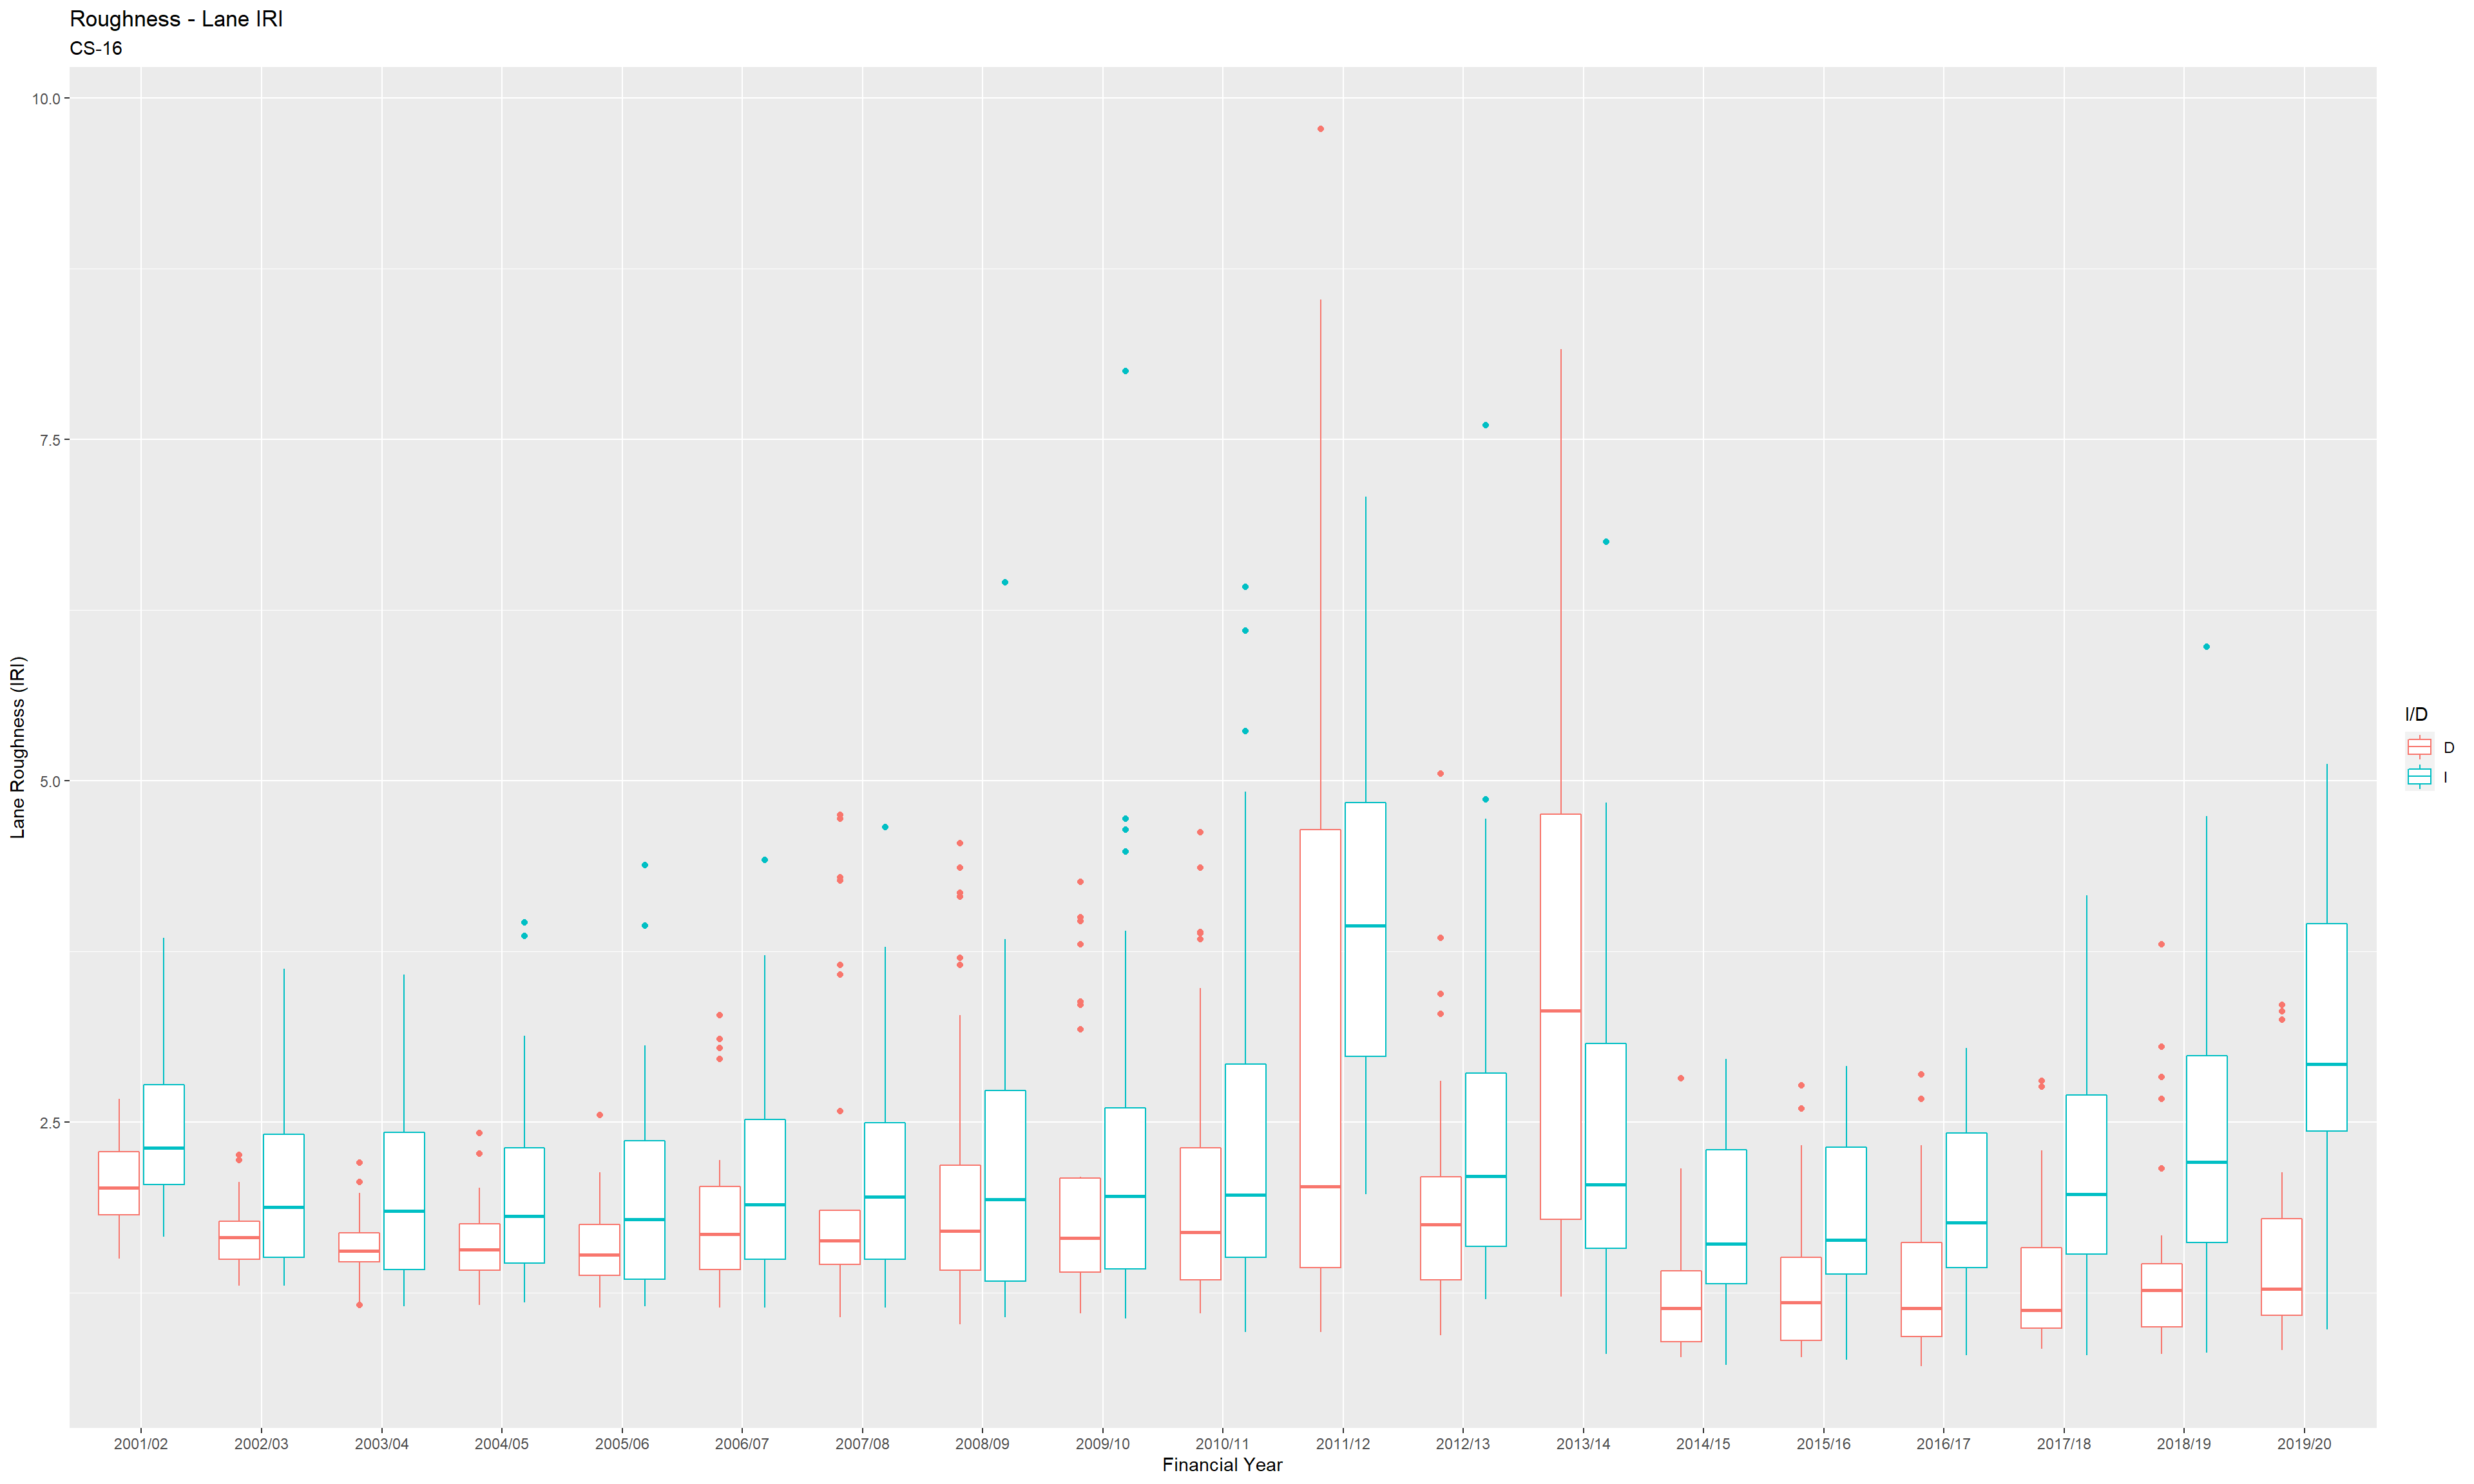 Roughness - Lane IRI
CS-16
Lane Roughness (IRI)
10.0
7.5
5.0
2.5
2001/02 2002/03 2003/04 2004/05 2005/06 2006/07 2007/08 2008/09 2009/10 2010/11 2011/12 2012/13 2013/14 2014/15 2015/16 2016/17 2017/18 2018/19 2019/20
Financial Year
I/D
D
I